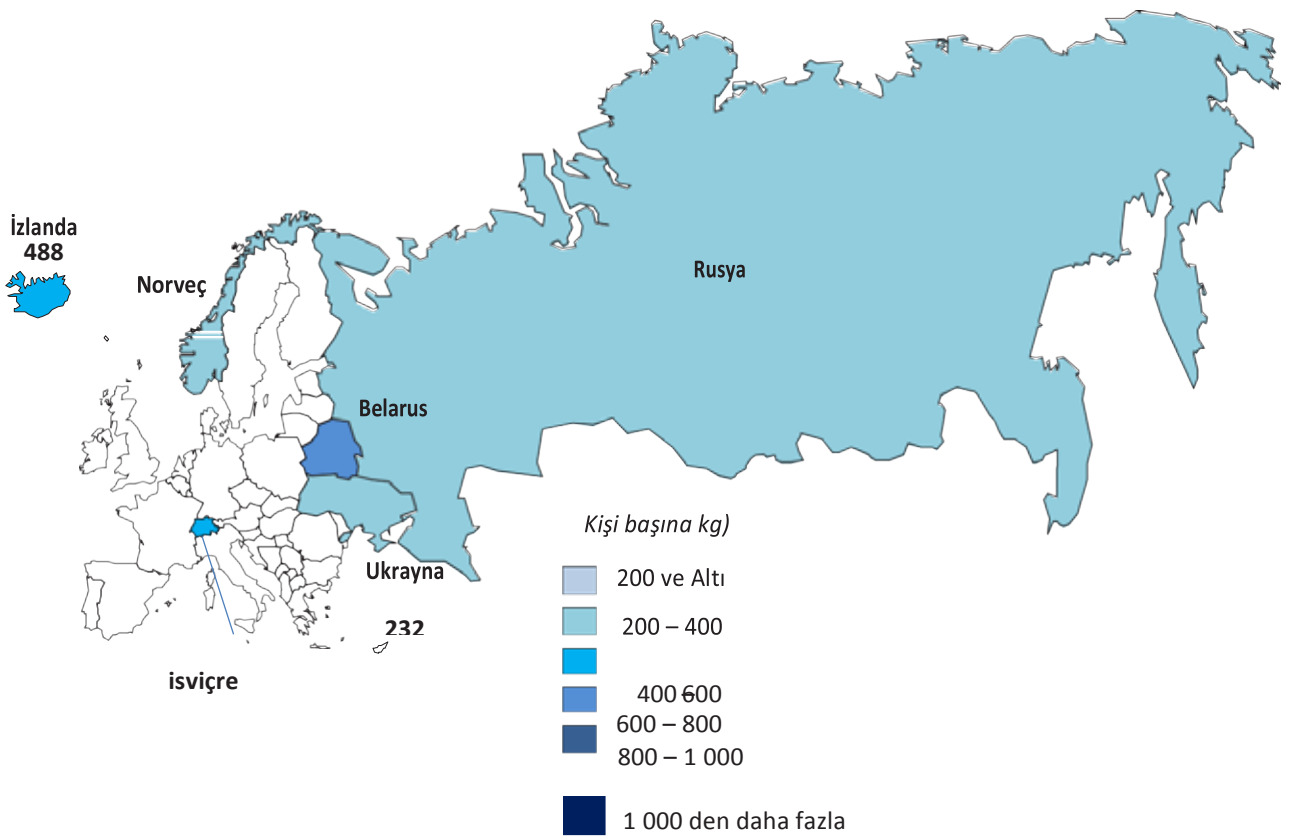 İzlanda
488
Norveç
Rusya
Belarus
Kişi başına kg)
Ukrayna
232
isviçre
200 ve Altı
200 – 400
400 – 600
600 – 800
800 – 1 000
1 000 den daha fazla